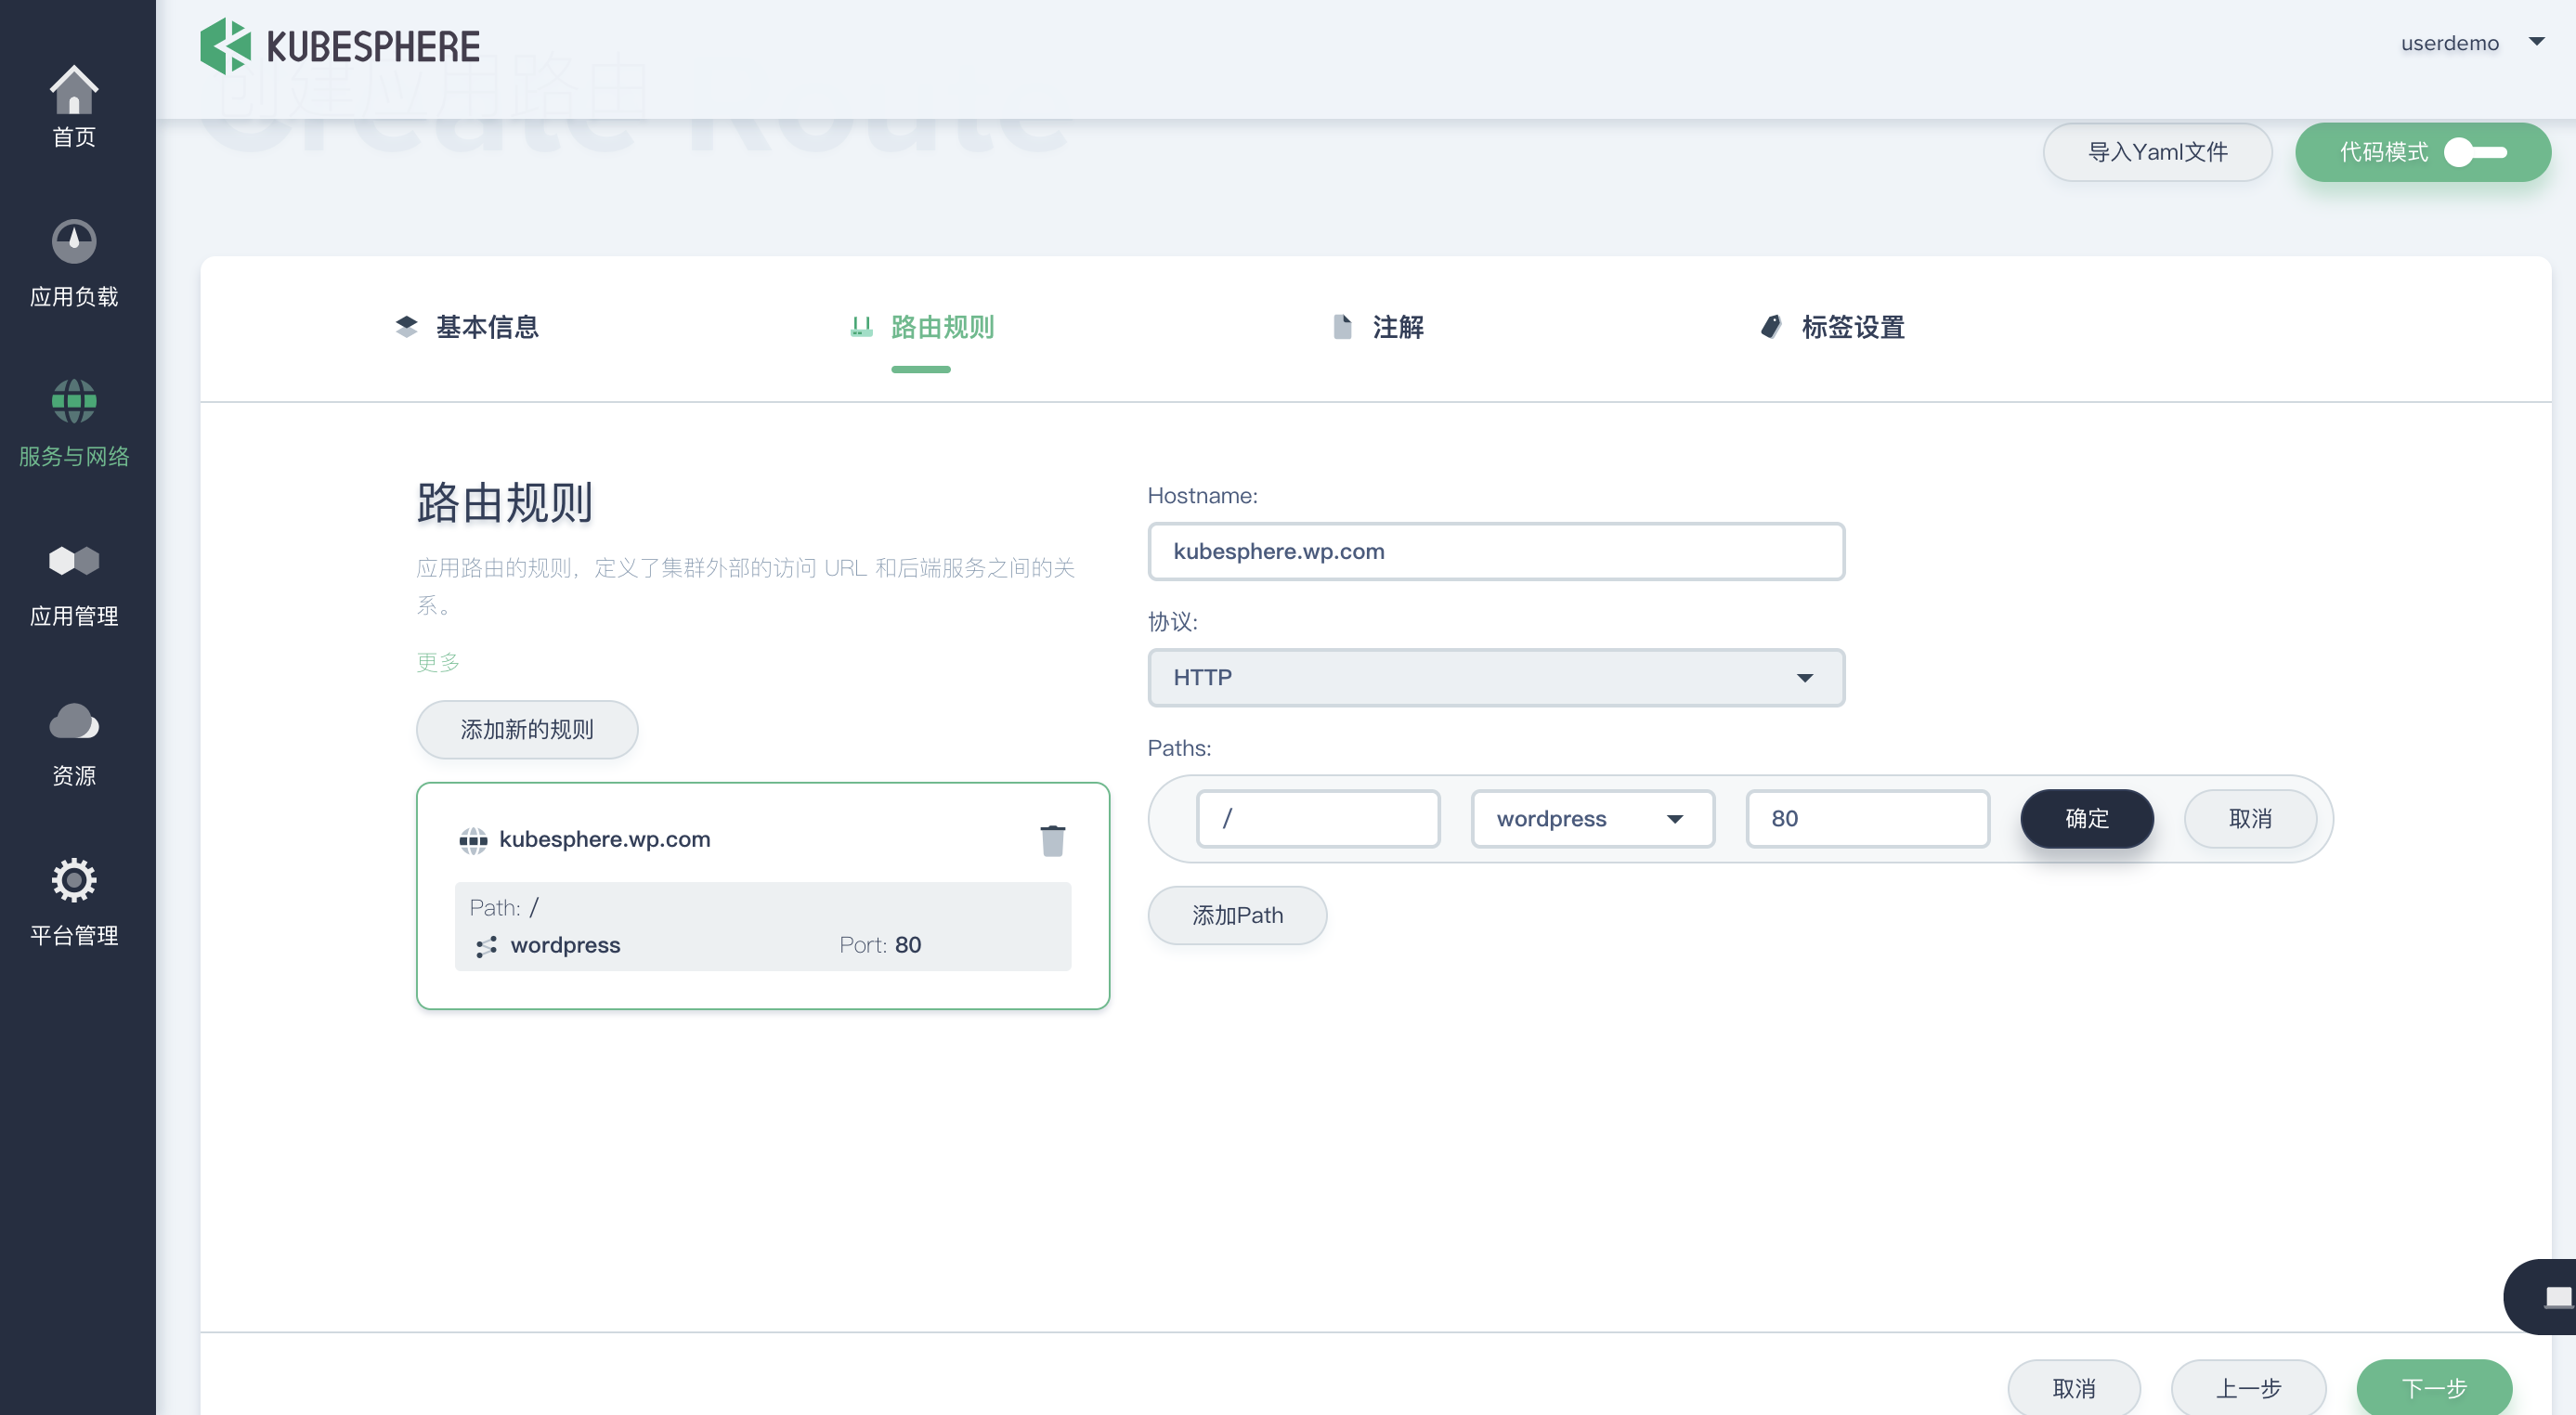 KUBESPHERE
userdemo
创建应用路由
Create Route
导入Yaml文件
代码模式
首页
应用负载
服务与网络
应用管理
资源
平台管理
基本信息
路由规则
注解
标签设置
路由规则
应用路由的规则，定义了集群外部的访问 URL 和后端服务之间的关
系。
更多
添加新的规则
kubesphere.wp.com
Path: /
wordpress
Port: 80
Hostname:
kubesphere.wp.com
协议:
HTTP
Paths:
/
wordpress
80
确定
取消
添加Path
取消
上一步
下一步